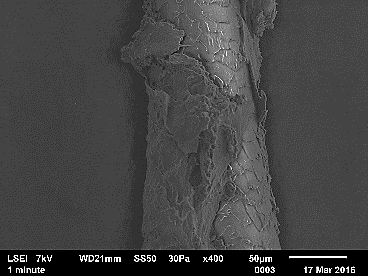 LSEI 7kV WD21mm SS50 30Pa x400 50µm
1 minute 0003 17 Mar 2016